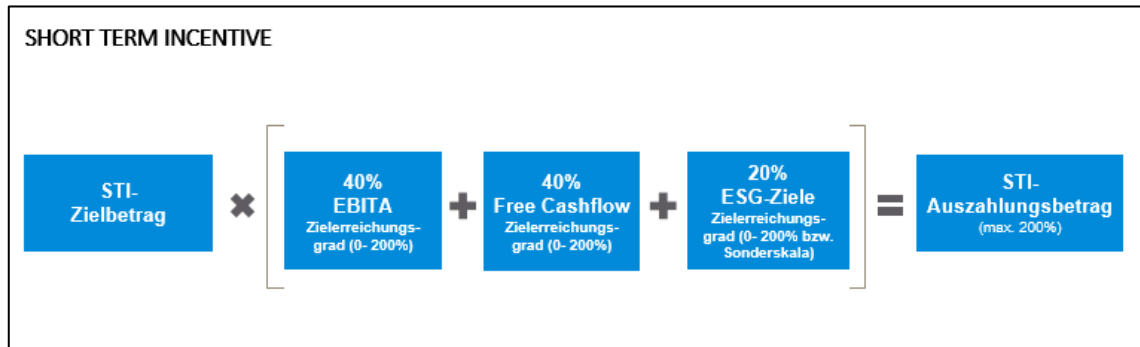 SHORT TERM INCENTIVE
STI-
Zielbetrag
✖
40%
EBITA
Zielerreichungs-
grad (0- 200%)
✚
40%
Free Cashflow
Zielerreichungs-
grad (0- 200%)
✚
20%
ESG-Ziele
Zielerreichungs-
grad (0- 200% bzw.
Sonderskala)
=
STI-
Auszahlungsbetrag
(max. 200%)